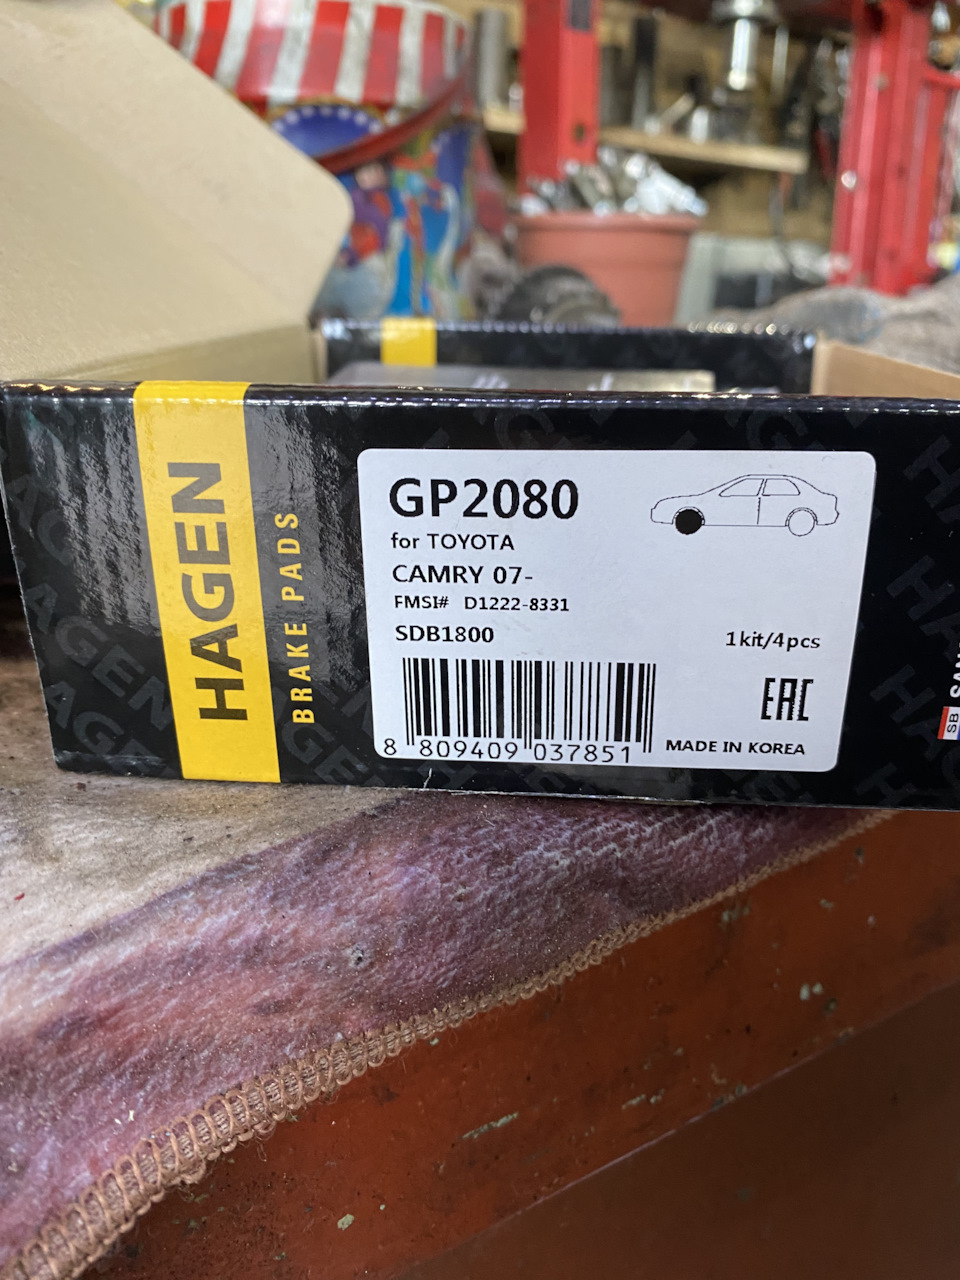 HAGEN
BRAKE PADS
GP2080
for TOYOTA
CAMRY 07-
FMSI# D1222-8331
SDB1800
1kit/4pcs
EAC
8 809409 037851
MADE IN KOREA
SB